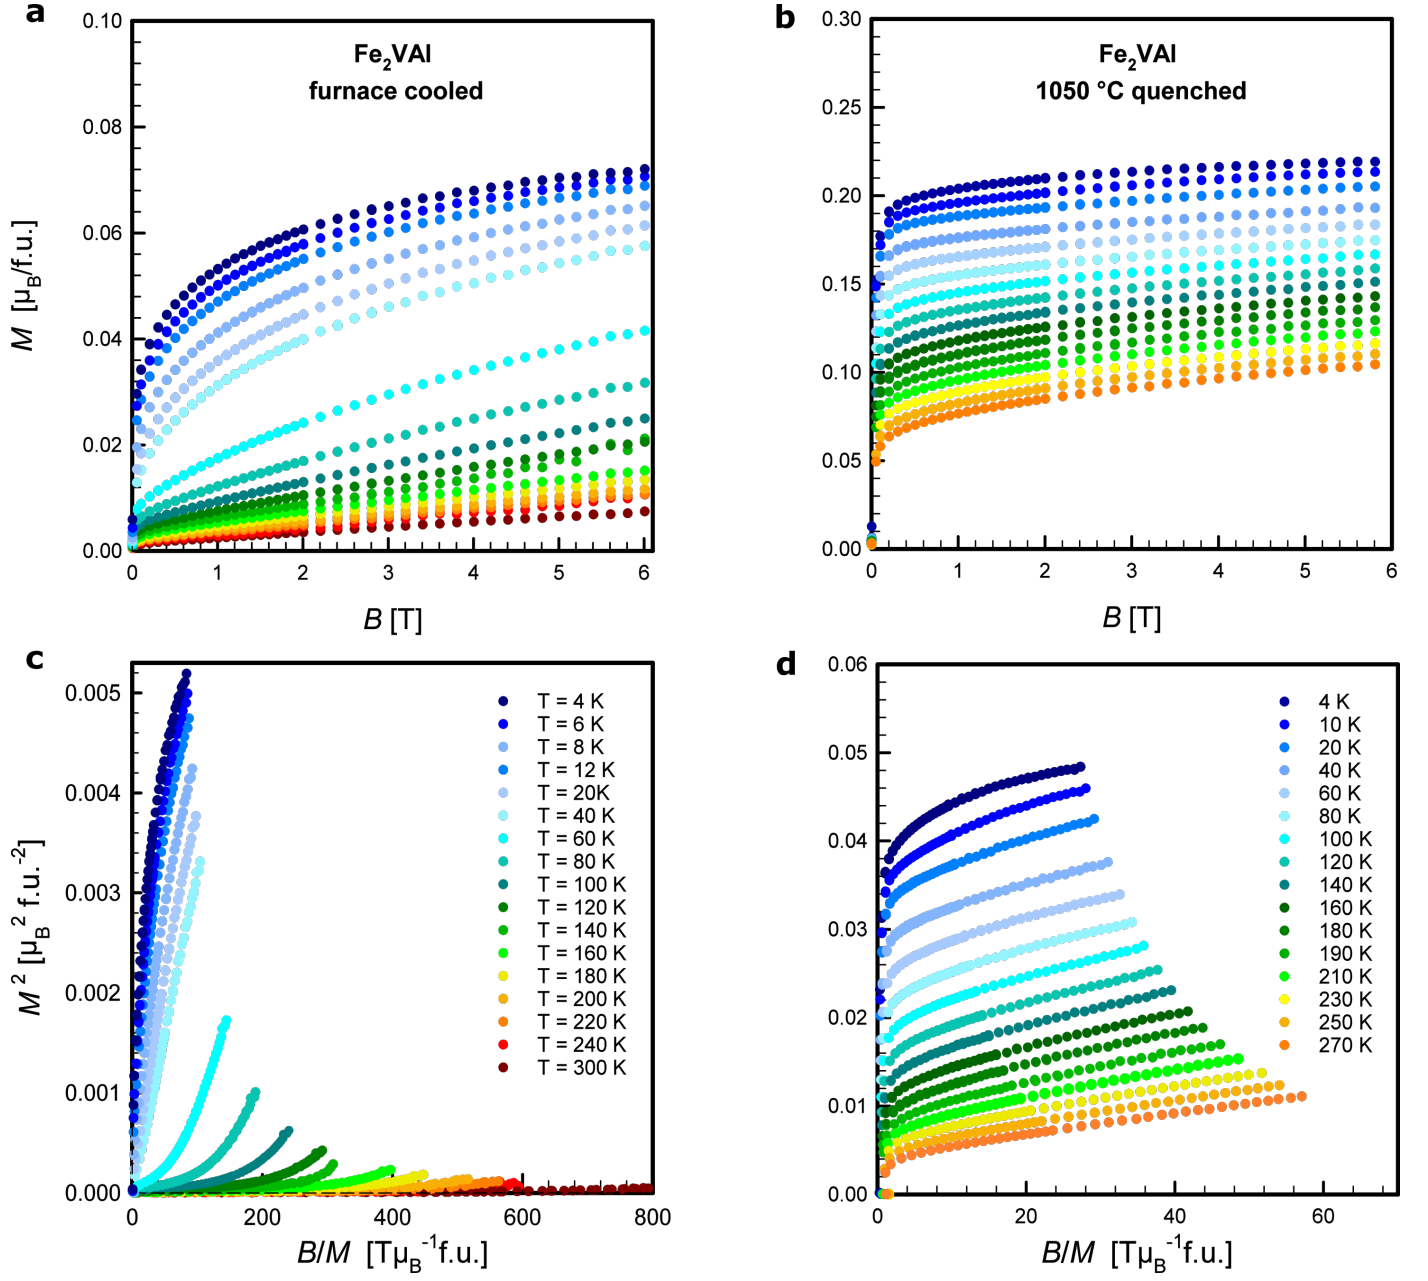 a
Fe₂VAl
furnace cooled
0.10
0.08
0.06
0.04
0.02
0.00
M [μB/f.u.]
0 1 2 3 4 5 6
B [T]
b
Fe₂VAl
1050 °C quenched
0.30
0.25
0.20
0.15
0.10
0.05
0.00
0 1 2 3 4 5 6
B [T]
c
0.005
0.004
0.003
0.002
0.001
0.000
M² [μB² f.u.⁻²]
T = 4 K
T = 6 K
T = 8 K
T = 12 K
T = 20K
T = 40 K
T = 60 K
T = 80 K
T = 100 K
T = 120 K
T = 140 K
T = 160 K
T = 180 K
T = 200 K
T = 220 K
T = 240 K
T = 300 K
0 200 400 600 800
B/M [TμB⁻¹f.u.]
d
0.06
0.05
0.04
0.03
0.02
0.01
0.00
4 K
10 K
20 K
40 K
60 K
80 K
100 K
120 K
140 K
160 K
180 K
190 K
210 K
230 K
250 K
270 K
0 20 40 60
B/M [TμB⁻¹f.u.]